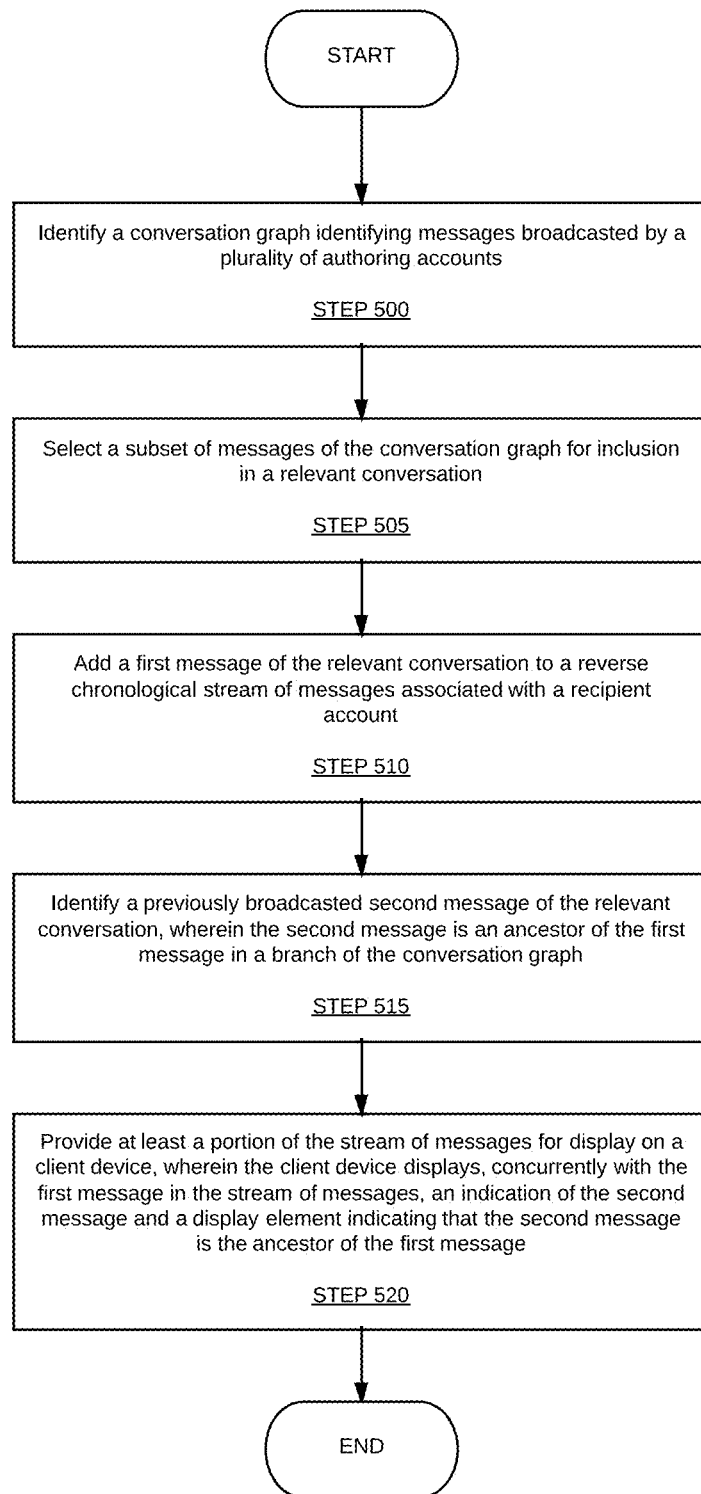 START
Identify a conversation graph identifying messages broadcasted by a
plurality of authoring accounts
STEP 500
Select a subset of messages of the conversation graph for inclusion
in a relevant conversation
STEP 505
Add a first message of the relevant conversation to a reverse
chronological stream of messages associated with a recipient
account
STEP 510
Identify a previously broadcasted second message of the relevant
conversation, wherein the second message is an ancestor of the first
message in a branch of the conversation graph
STEP 515
Provide at least a portion of the stream of messages for display on a
client device, wherein the client device displays, concurrently with the
first message in the stream of messages, an indication of the second
message and a display element indicating that the second message
is the ancestor of the first message
STEP 520
END